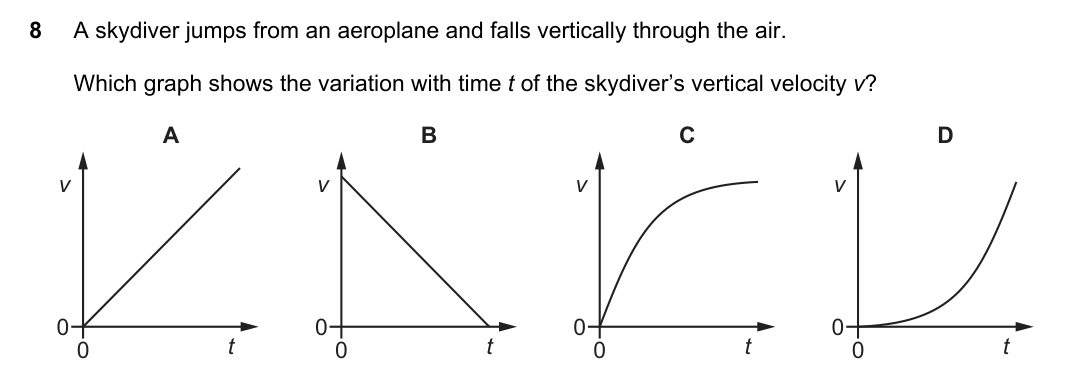 8 A skydiver jumps from an aeroplane and falls vertically through the air.
Which graph shows the variation with time t of the skydiver's vertical velocity v?
A B C D
v v v v
0 0 0 0
0 t 0 t 0 t 0 t